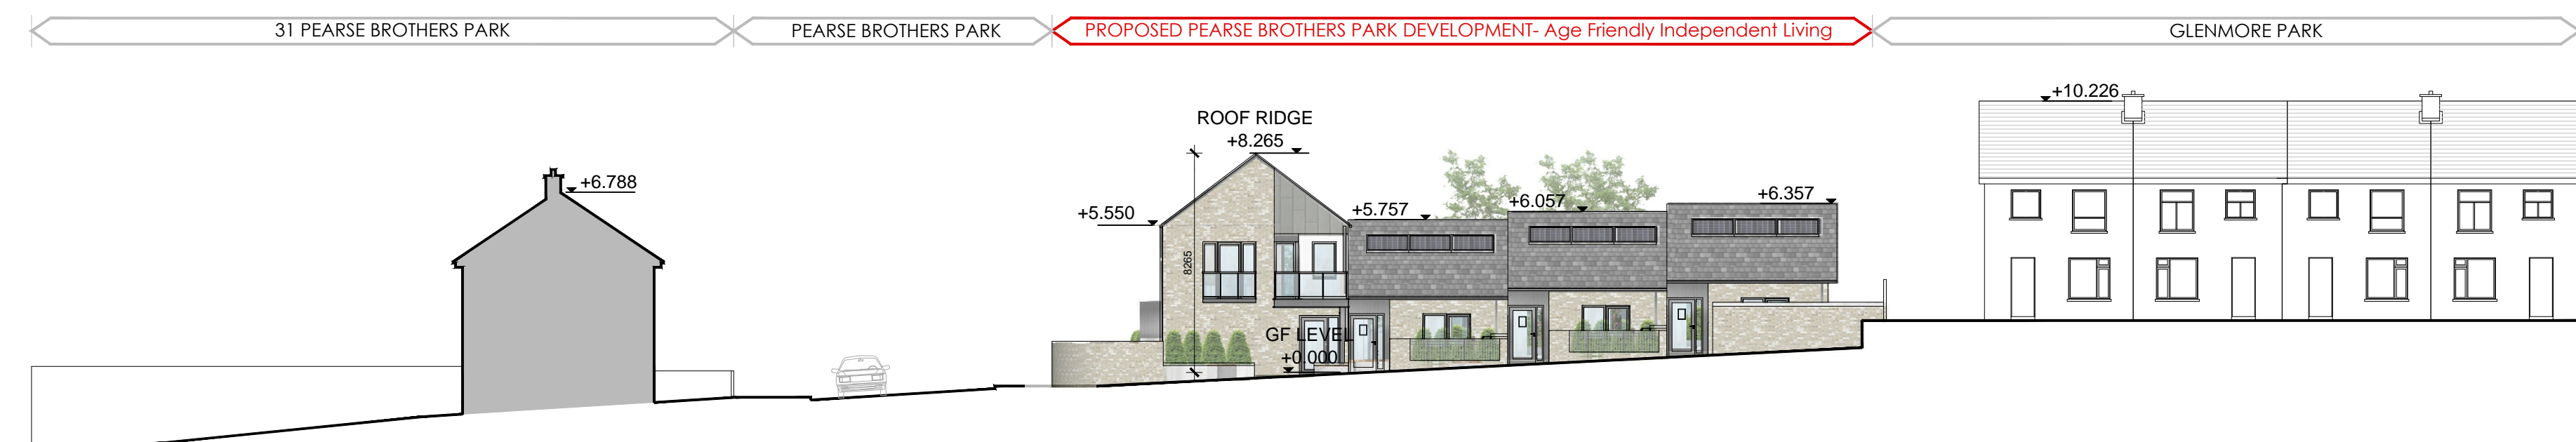 31 PEARSE BROTHERS PARK
PEARSE BROTHERS PARK
PROPOSED PEARSE BROTHERS PARK DEVELOPMENT- Age Friendly Independent Living
GLENMORE PARK
+10.226
ROOF RIDGE
+8.265
+6.788
+5.550
+5.757
+6.057
+6.357
8265
GF LEVEL
+0.000